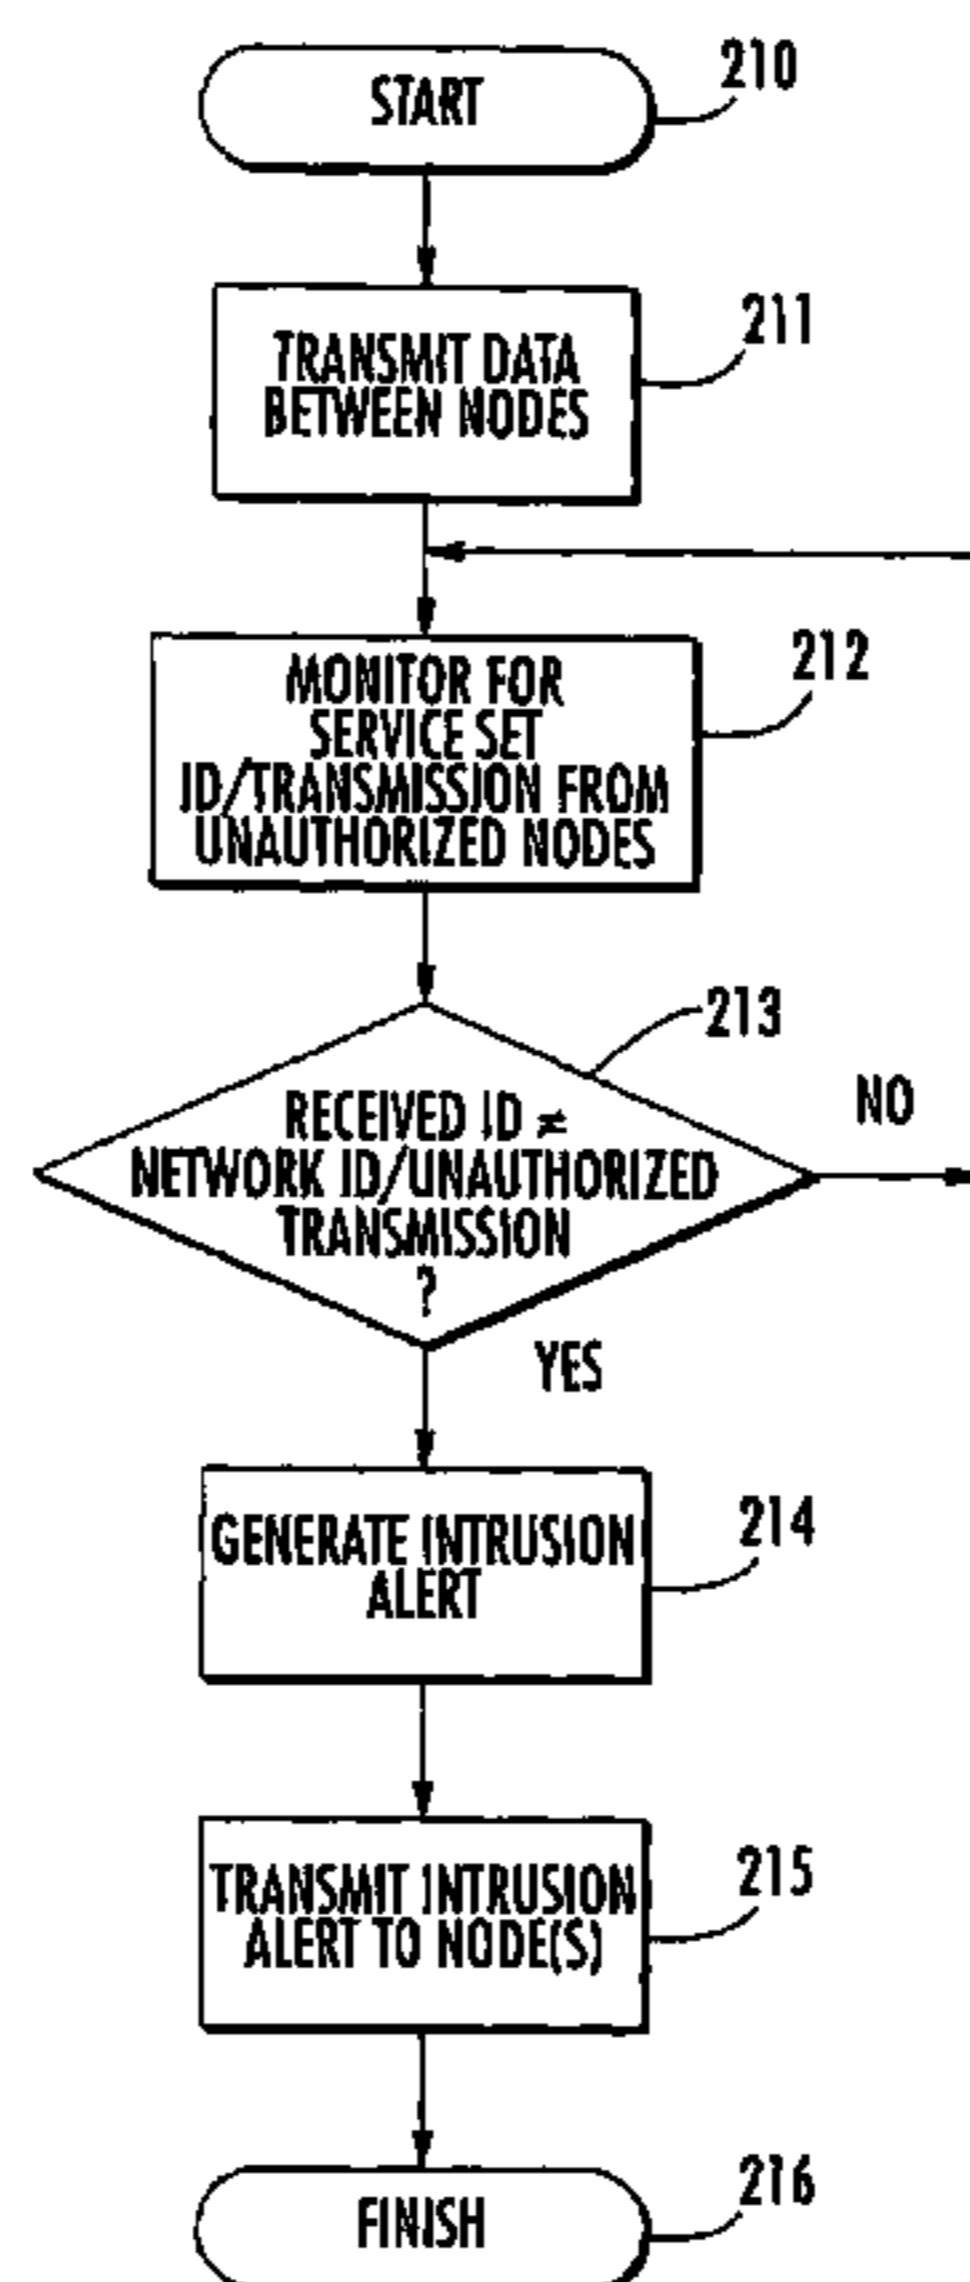 START
210
TRANSMIT DATA
BETWEEN NODES
211
MONITOR FOR
SERVICE SET
ID/TRANSMISSION FROM
UNAUTHORIZED NODES
212
213
RECEIVED ID ≠
NETWORK ID/UNAUTHORIZED
TRANSMISSION
?
NO
YES
GENERATE INTRUSION
ALERT
214
TRANSMIT INTRUSION
ALERT TO NODE(S)
215
FINISH
216